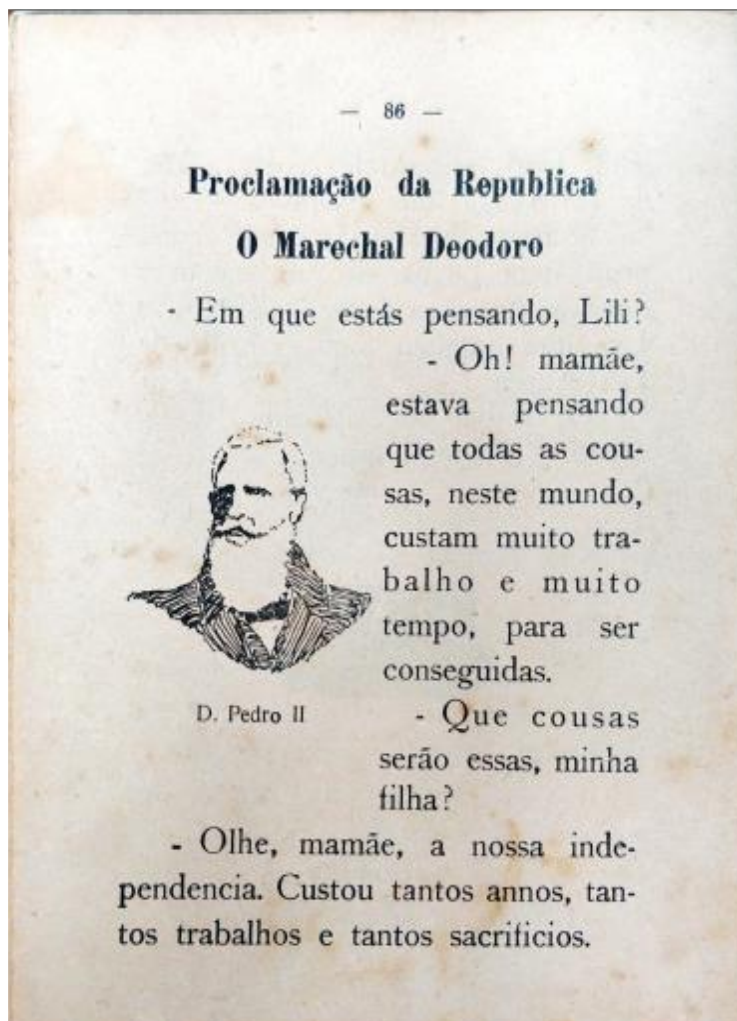 — 86 —
Proclamação da Republica
O Marechal Deodoro
- Em que estás pensando, Lili?
- Oh! mamãe,
estava pensando
que todas as cou-
sas, neste mundo,
custam muito tra-
balho e muito
tempo, para ser
conseguidas.
D. Pedro II
- Que cousas
serão essas, minha
filha?
- Olhe, mamãe, a nossa inde-
pendencia. Custou tantos annos, tan-
tos trabalhos e tantos sacrificios.